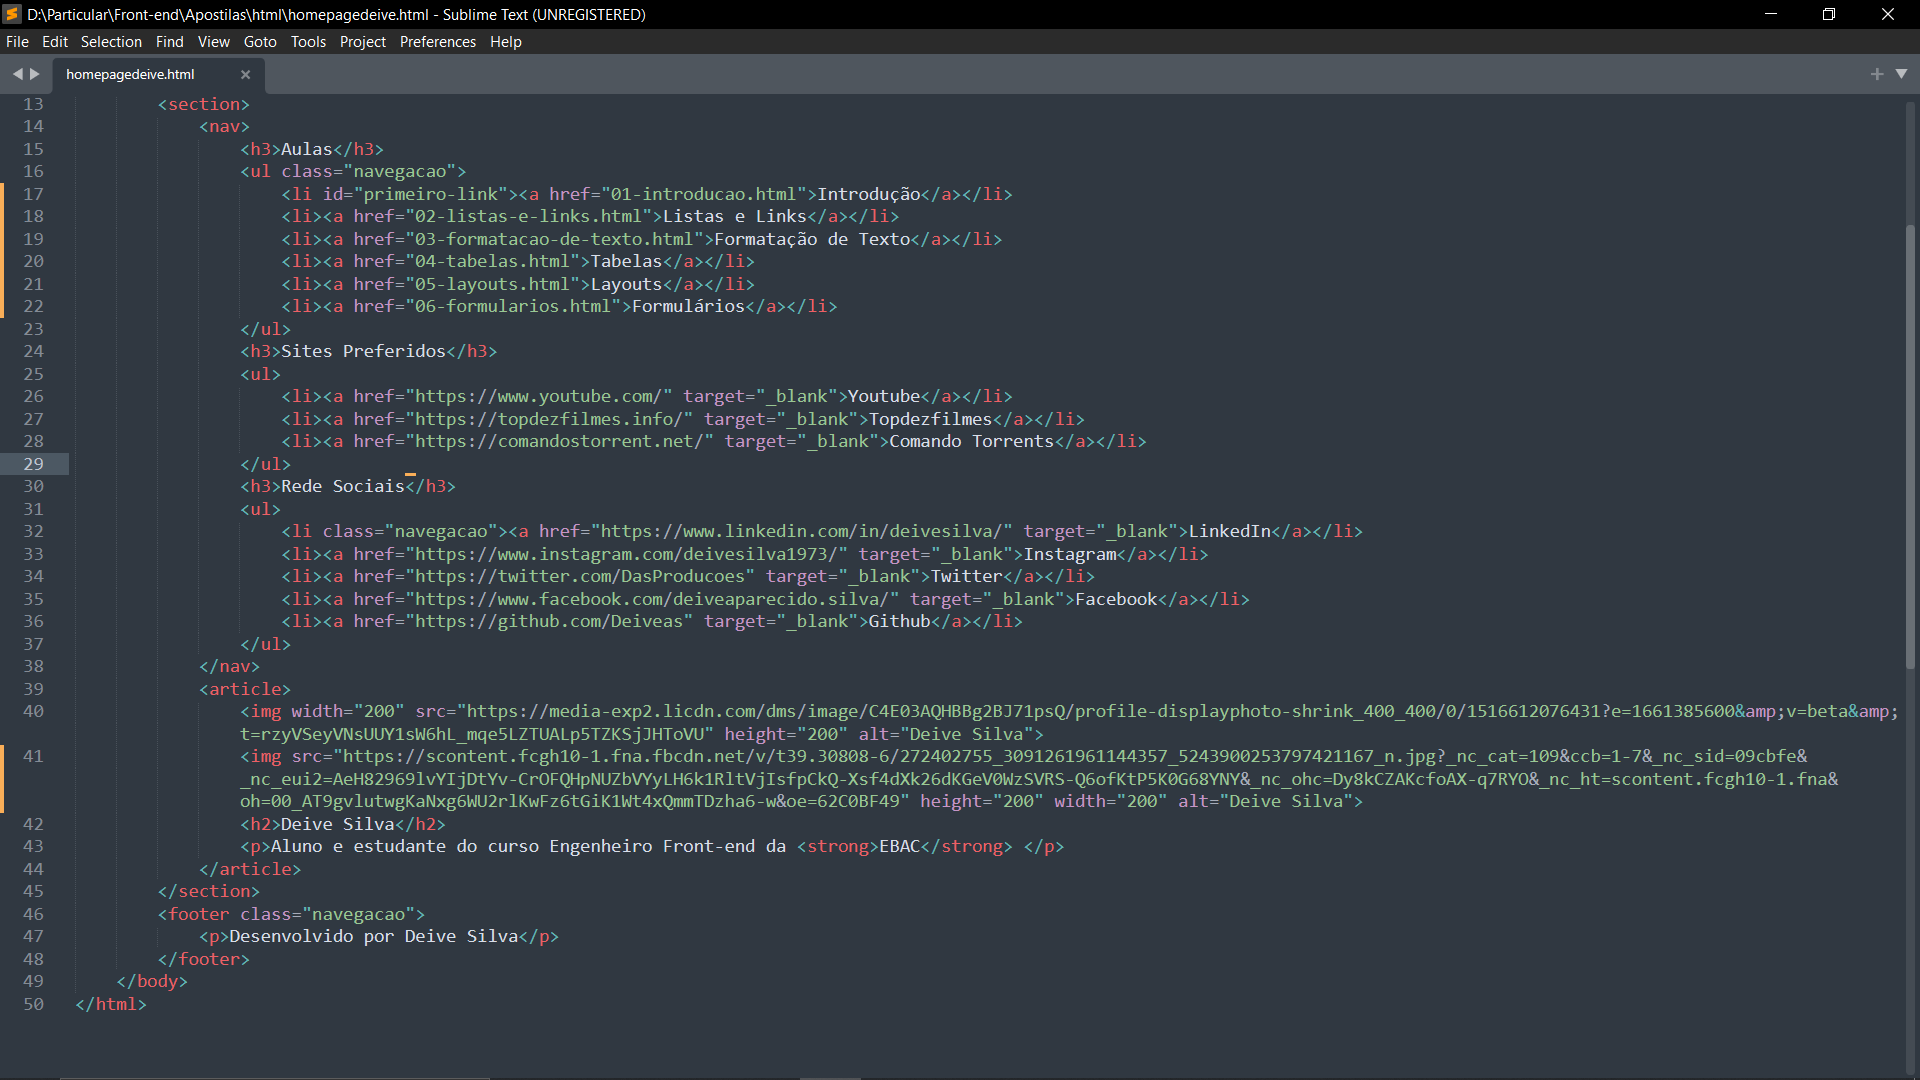 D:\Particular\Front-end\Apostilas\html\homepagedeive.html - Sublime Text (UNREGISTERED)
File Edit Selection Find View Goto Tools Project Preferences Help
homepagedeive.html
13 <section>
14 <nav>
15 <h3>Aulas</h3>
16 <ul class="navegacao">
17 <li id="primeiro-link"><a href="01-introducao.html">Introdução</a></li>
18 <li><a href="02-listas-e-links.html">Listas e Links</a></li>
19 <li><a href="03-formatacao-de-texto.html">Formatação de Texto</a></li>
20 <li><a href="04-tabelas.html">Tabelas</a></li>
21 <li><a href="05-layouts.html">Layouts</a></li>
22 <li><a href="06-formularios.html">Formulários</a></li>
23 </ul>
24 <h3>Sites Preferidos</h3>
25 <ul>
26 <li><a href="https://www.youtube.com/" target="_blank">Youtube</a></li>
27 <li><a href="https://topdezfilmes.info/" target="_blank">Topdezfilmes</a></li>
28 <li><a href="https://comandostorrent.net/" target="_blank">Comando Torrents</a></li>
29 </ul>
30 <h3>Rede Sociais</h3>
31 <ul>
32 <li class="navegacao"><a href="https://www.linkedin.com/in/deivesilva/" target="_blank">LinkedIn</a></li>
33 <li><a href="https://www.instagram.com/deivesilva1973/" target="_blank">Instagram</a></li>
34 <li><a href="https://twitter.com/DasProducoes" target="_blank">Twitter</a></li>
35 <li><a href="https://www.facebook.com/deiveaparecido.silva/" target="_blank">Facebook</a></li>
36 <li><a href="https://github.com/Deiveas" target="_blank">Github</a></li>
37 </ul>
38 </nav>
39 <article>
40 <img width="200" src="https://media-exp2.licdn.com/dms/image/C4E03AQHBBg2BJ71psQ/profile-displayphoto-shrink_400_400/0/1516612076431?e=1661385600&amp;v=beta&amp;
t=rzyVSeyVNsUUY1sW6hL_mqe5LZTUALp5TZKSjJHToVU" height="200" alt="Deive Silva">
41 <img src="https://scontent.fcgh10-1.fna.fbcdn.net/v/t39.30808-6/272402755_3091261961144357_5243900253797421167_n.jpg?_nc_cat=109&ccb=1-7&_nc_sid=09cbfe&
_nc_eui2=AeH82969lvYIjDtYv-CrOFQHpNUZbVYyLH6k1RltVjIsfpCkQ-Xsf4dXk26dKGeV0WzSVRS-Q6ofKtP5K0G68YNY&_nc_ohc=Dy8kCZAKcfoAX-q7RYO&_nc_ht=scontent.fcgh10-1.fna&
oh=00_AT9gvlutwgKaNxg6WU2rlKwFz6tGiK1Wt4xQmmTDzha6-w&oe=62C0BF49" height="200" width="200" alt="Deive Silva">
42 <h2>Deive Silva</h2>
43 <p>Aluno e estudante do curso Engenheiro Front-end da <strong>EBAC</strong> </p>
44 </article>
45 </section>
46 <footer class="navegacao">
47 <p>Desenvolvido por Deive Silva</p>
48 </footer>
49 </body>
50 </html>